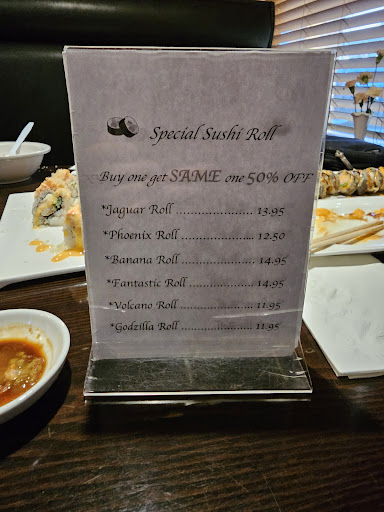 Special Sushi Roll
Buy one get SAME one 50% OFF
*Jaguar Roll ..................... 13.95
*Phoenix Roll ...................... 12.50
*Banana Roll ..................... 14.95
*Fantastic Roll ................... 14.95
*Volcano Roll .................... 11.95
*Godzilla Roll .................... 11.95